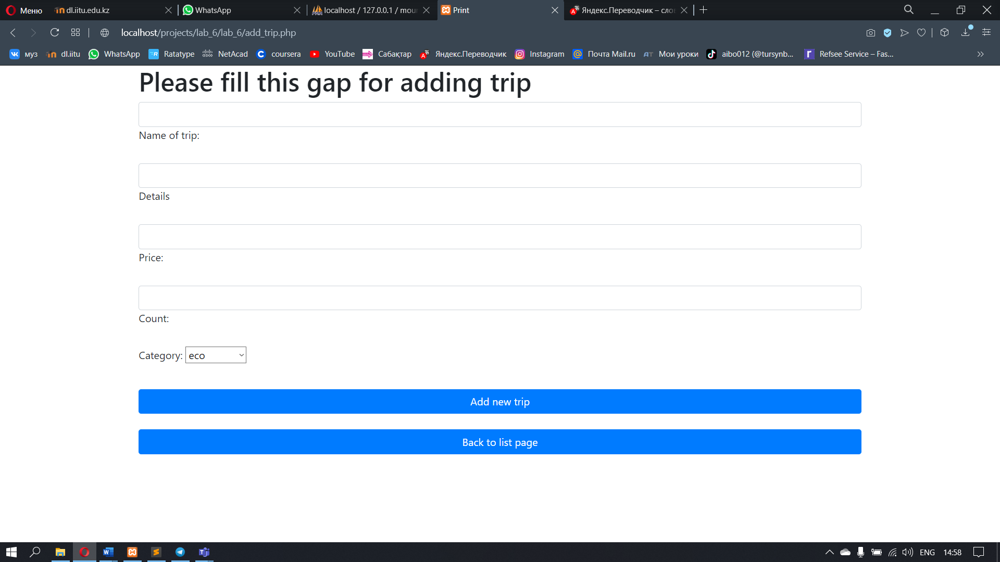 Меню
dl.iitu.edu.kz
WhatsApp
localhost / 127.0.0.1 / mour
Print
Яндекс.Переводчик – слов
localhost/projects/lab_6/lab_6/add_trip.php
муз
dl.iitu
WhatsApp
Ratatype
NetAcad
coursera
YouTube
Сабақтар
Яндекс.Переводчик
Instagram
Почта Mail.ru
Мои уроки
aibo012 (@tursynb...
Refsee Service – Fas...
Please fill this gap for adding trip
Name of trip:
Details
Price:
Count:
Category: eco
Add new trip
Back to list page
ENG
14:58